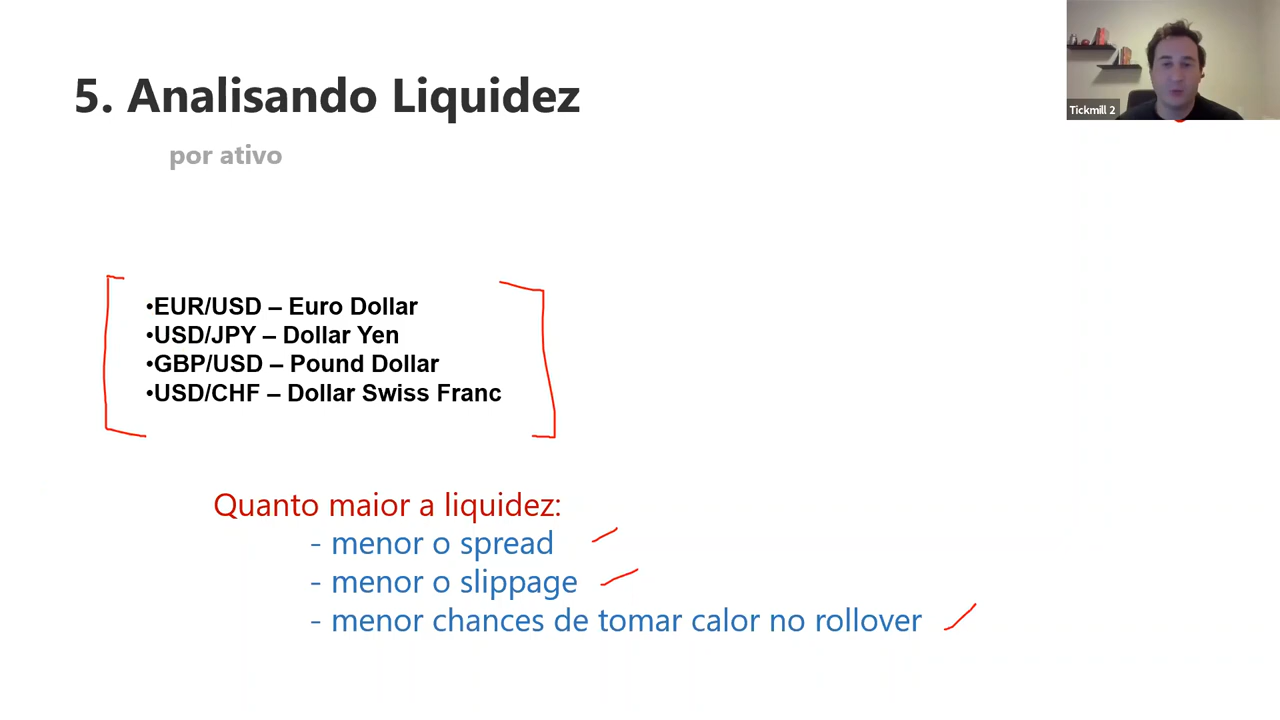 5. Analisando Liquidez
por ativo
Tickmill 2
•EUR/USD – Euro Dollar
•USD/JPY – Dollar Yen
•GBP/USD – Pound Dollar
•USD/CHF – Dollar Swiss Franc
Quanto maior a liquidez:
- menor o spread
- menor o slippage
- menor chances de tomar calor no rollover